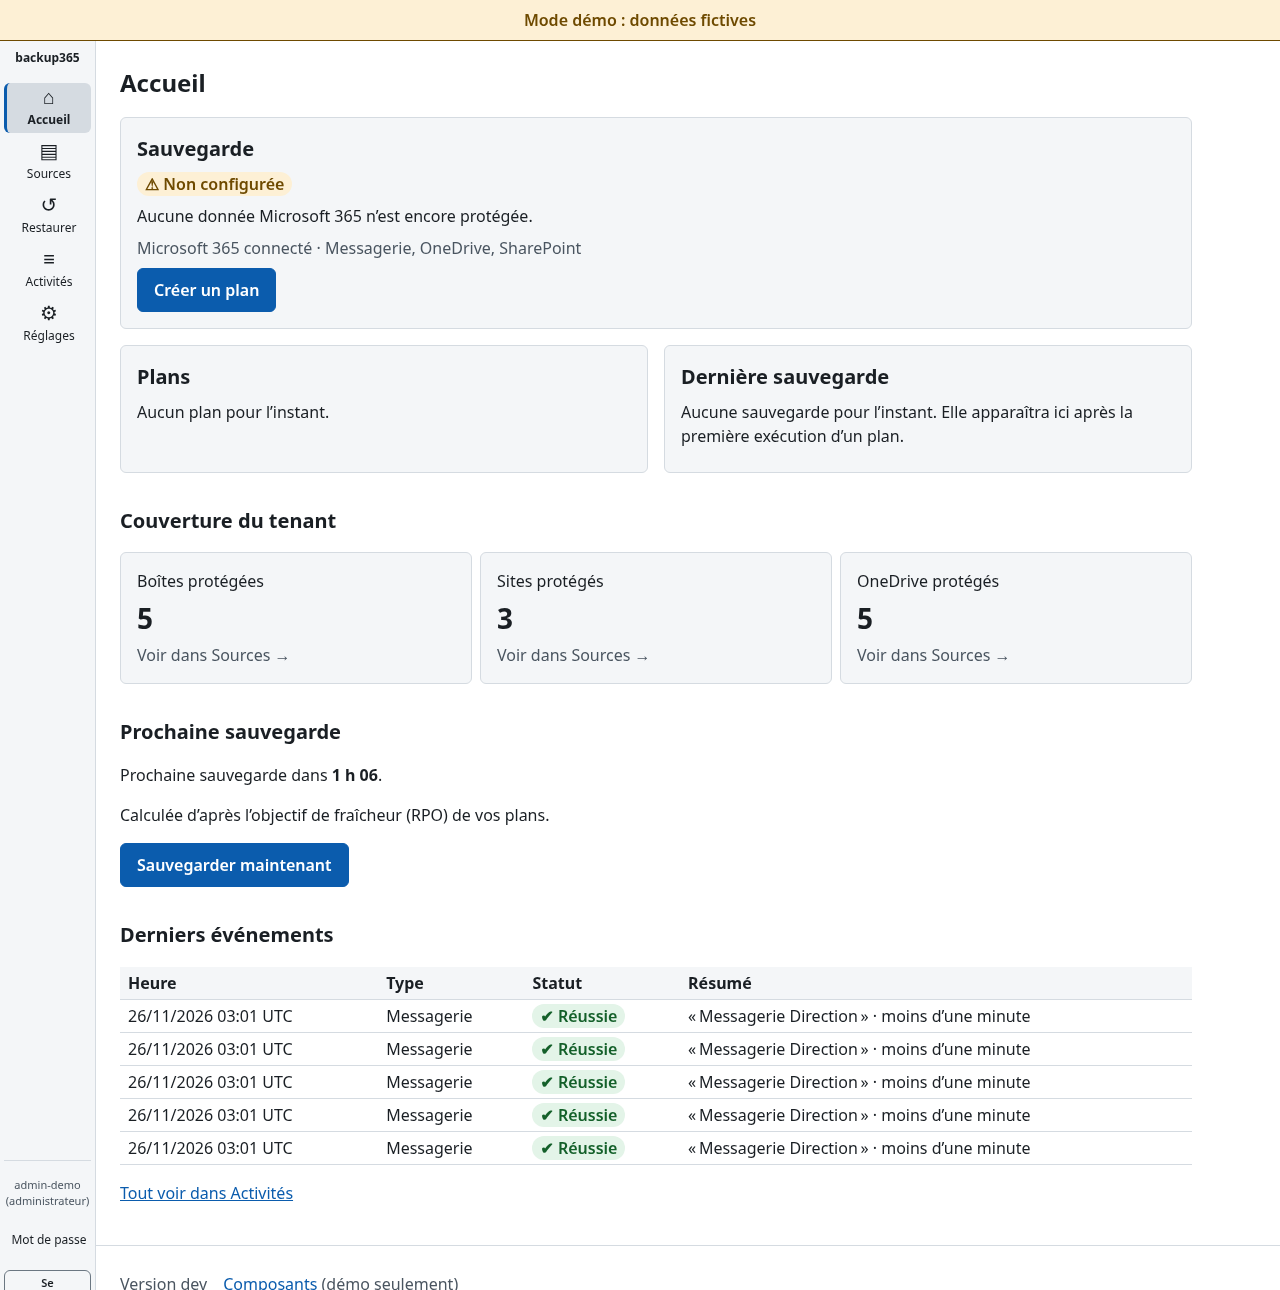 Mode démo : données fictives
backup365
Accueil
Sources
Restaurer
Activités
Réglages
admin-demo
(administrateur)
Mot de passe
Se
Accueil
Sauvegarde
⚠ Non configurée
Aucune donnée Microsoft 365 n’est encore protégée.
Microsoft 365 connecté · Messagerie, OneDrive, SharePoint
Créer un plan
Plans
Aucun plan pour l’instant.
Dernière sauvegarde
Aucune sauvegarde pour l’instant. Elle apparaîtra ici après la
première exécution d’un plan.
Couverture du tenant
Boîtes protégées
5
Voir dans Sources →
Sites protégés
3
Voir dans Sources →
OneDrive protégés
5
Voir dans Sources →
Prochaine sauvegarde
Prochaine sauvegarde dans 1 h 06.
Calculée d’après l’objectif de fraîcheur (RPO) de vos plans.
Sauvegarder maintenant
Derniers événements
Heure Type Statut Résumé
26/11/2026 03:01 UTC Messagerie ✔ Réussie « Messagerie Direction » · moins d’une minute
26/11/2026 03:01 UTC Messagerie ✔ Réussie « Messagerie Direction » · moins d’une minute
26/11/2026 03:01 UTC Messagerie ✔ Réussie « Messagerie Direction » · moins d’une minute
26/11/2026 03:01 UTC Messagerie ✔ Réussie « Messagerie Direction » · moins d’une minute
26/11/2026 03:01 UTC Messagerie ✔ Réussie « Messagerie Direction » · moins d’une minute
Tout voir dans Activités
Version dev Composants (démo seulement)